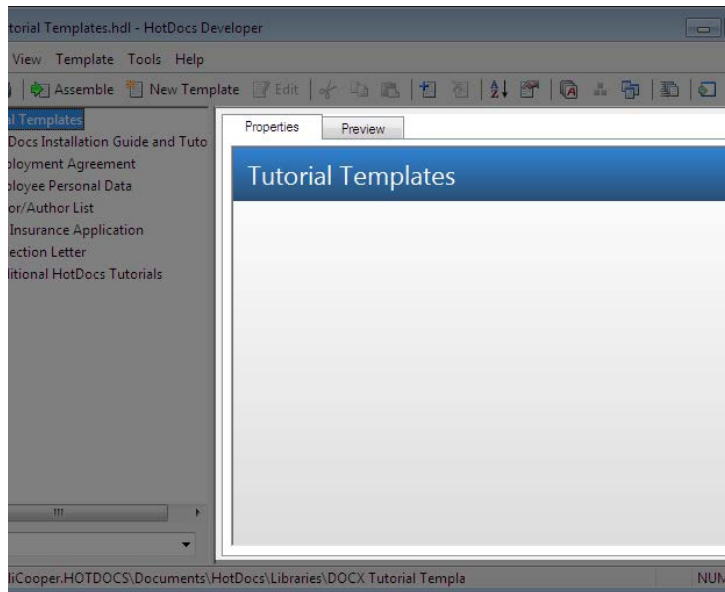 torial Templates.hdl - HotDocs Developer
View Template Tools Help
Assemble New Template Edit
al Templates
Docs Installation Guide and Tuto
ployment Agreement
ployee Personal Data
or/Author List
Insurance Application
ection Letter
litional HotDocs Tutorials
Properties Preview
Tutorial Templates
liCooper.HOTDOCS\Documents\HotDocs\Libraries\DOCX Tutorial Templa NUM